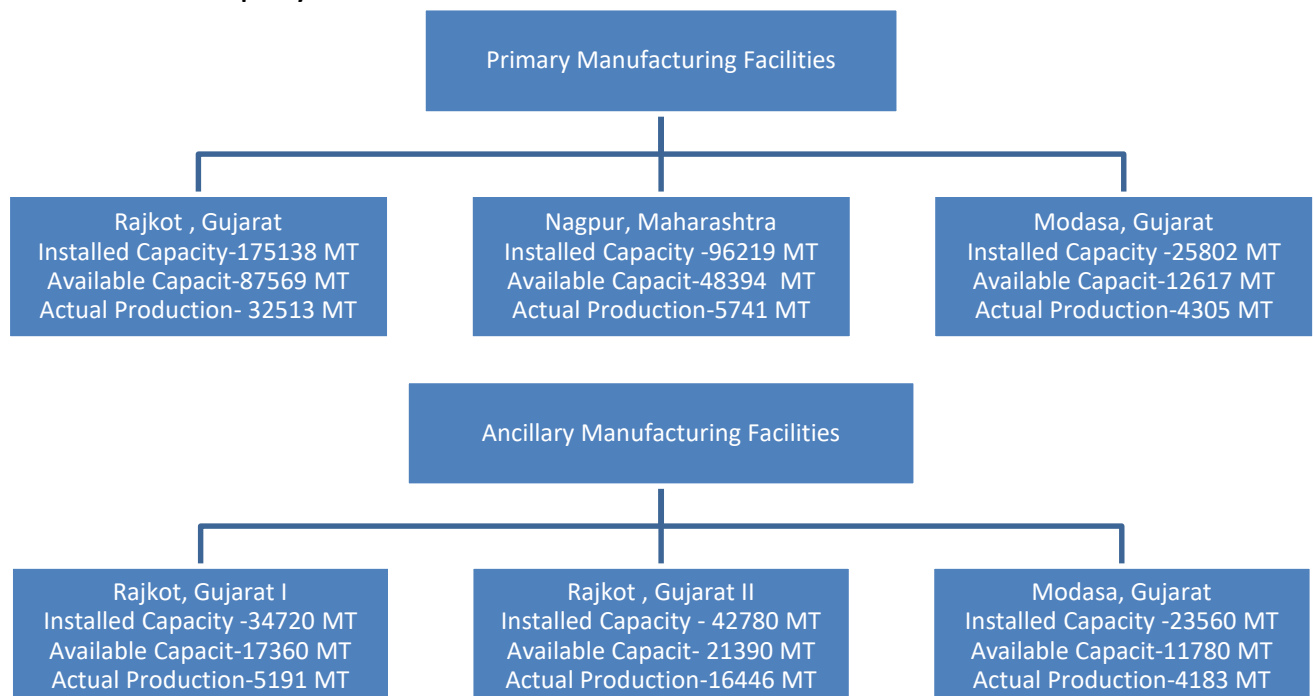 Primary Manufacturing Facilities
Rajkot , Gujarat
Installed Capacity-175138 MT
Available Capacit-87569 MT
Actual Production- 32513 MT
Nagpur, Maharashtra
Installed Capacity -96219 MT
Available Capacit-48394 MT
Actual Production-5741 MT
Modasa, Gujarat
Installed Capacity -25802 MT
Available Capacit-12617 MT
Actual Production-4305 MT
Ancillary Manufacturing Facilities
Rajkot, Gujarat I
Installed Capacity -34720 MT
Available Capacit-17360 MT
Actual Production-5191 MT
Rajkot , Gujarat II
Installed Capacity - 42780 MT
Available Capacit- 21390 MT
Actual Production-16446 MT
Modasa, Gujarat
Installed Capacity -23560 MT
Available Capacit-11780 MT
Actual Production-4183 MT